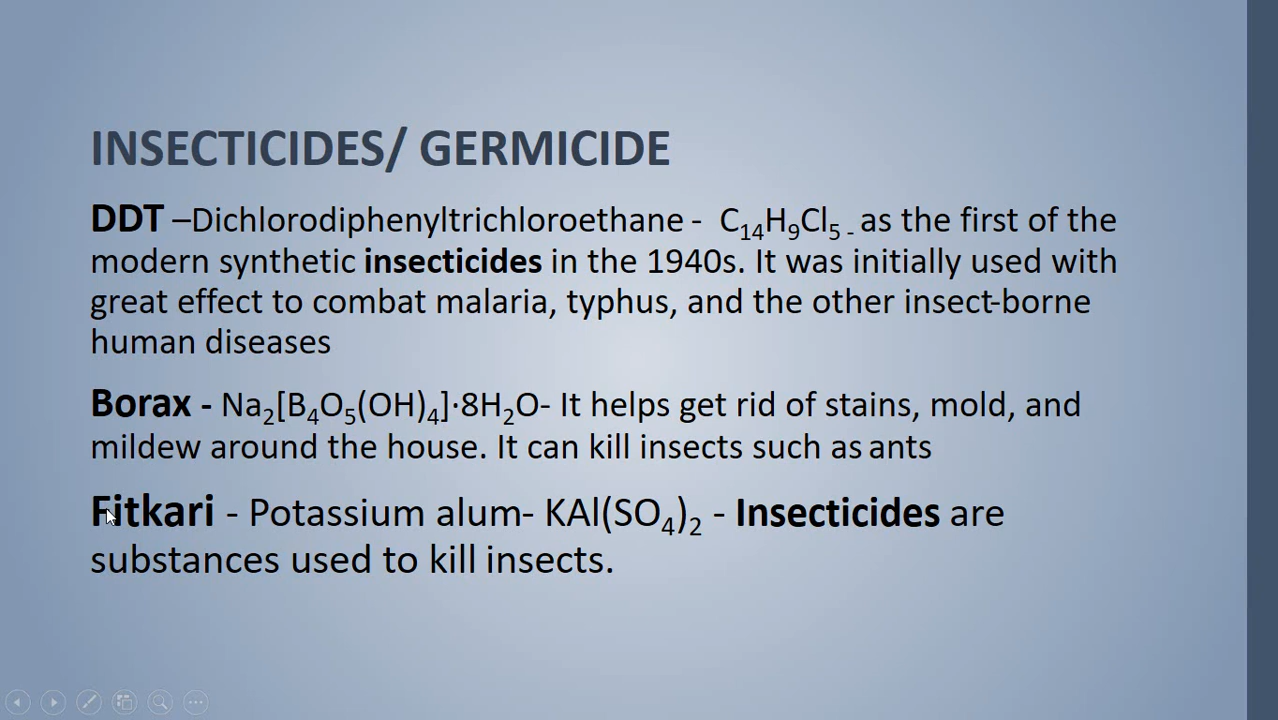 INSECTICIDES/ GERMICIDE
DDT –Dichlorodiphenyltrichloroethane - C₁₄H₉Cl₅ - as the first of the
modern synthetic insecticides in the 1940s. It was initially used with
great effect to combat malaria, typhus, and the other insect-borne
human diseases
Borax - Na₂[B₄O₅(OH)₄]·8H₂O- It helps get rid of stains, mold, and
mildew around the house. It can kill insects such as ants
Fitkari - Potassium alum- KAl(SO₄)₂ - Insecticides are
substances used to kill insects.